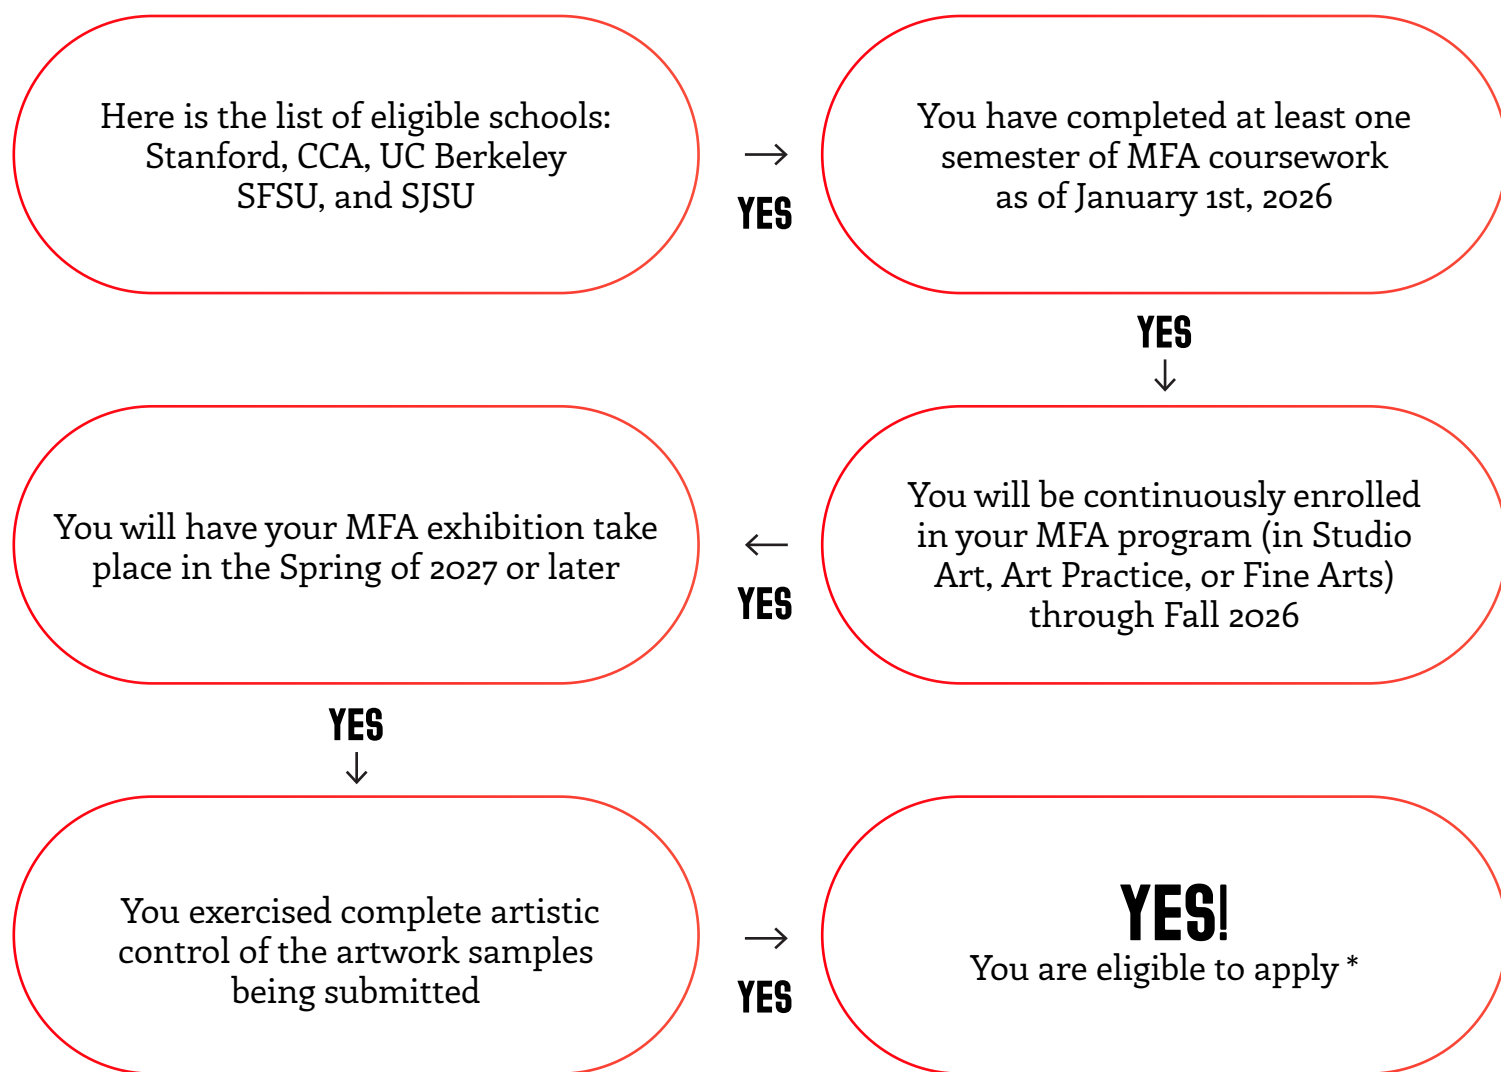 Here is the list of eligible schools:
Stanford, CCA, UC Berkeley
SFSU, and SJSU
→
YES
You have completed at least one
semester of MFA coursework
as of January 1st, 2026
YES
↓
You will be continuously enrolled
in your MFA program (in Studio
Art, Art Practice, or Fine Arts)
through Fall 2026
←
YES
You will have your MFA exhibition take
place in the Spring of 2027 or later
YES
↓
You exercised complete artistic
control of the artwork samples
being submitted
→
YES
YES!
You are eligible to apply *